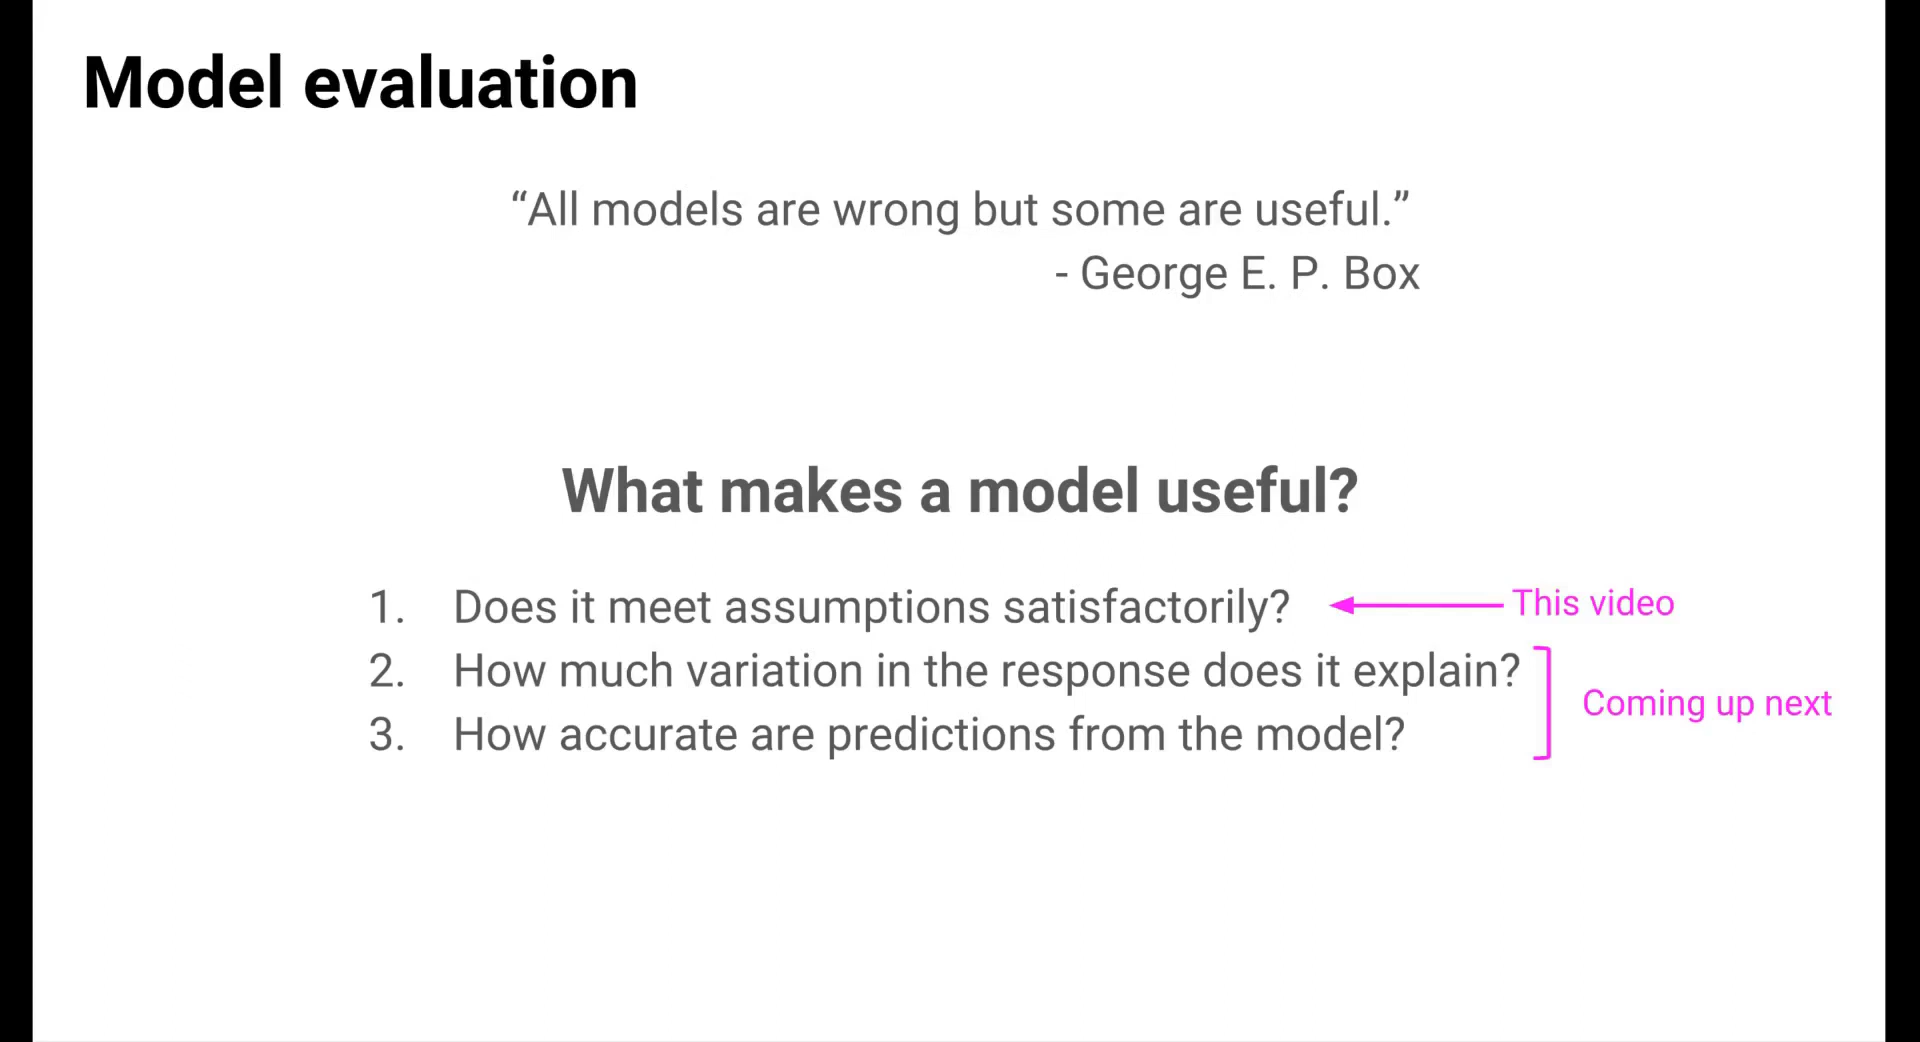 Model evaluation
“All models are wrong but some are useful.”
- George E. P. Box
What makes a model useful?
1. Does it meet assumptions satisfactorily?
This video
2. How much variation in the response does it explain?
3. How accurate are predictions from the model?
Coming up next